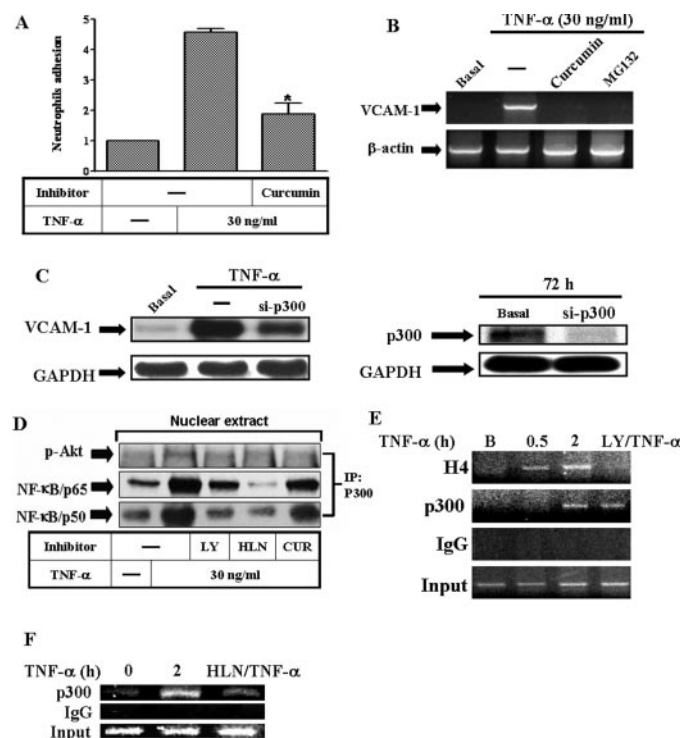 A
Neutrophils adhesion
5
4
3
2
1
0
*
Inhibitor — Curcumin
TNF-α — 30 ng/ml
B
TNF-α (30 ng/ml)
Basal — Curcumin MG132
VCAM-1
β-actin
C
TNF-α
Basal — si-p300
VCAM-1
GAPDH
72 h
Basal si-p300
p300
GAPDH
D
Nuclear extract
p-Akt
NF-κB/p65
NF-κB/p50
IP:
P300
Inhibitor — LY HLN CUR
TNF-α — 30 ng/ml
E
TNF-α (h) B 0.5 2 LY/TNF-α
H4
p300
IgG
Input
F
TNF-α (h) 0 2 HLN/TNF-α
p300
IgG
Input